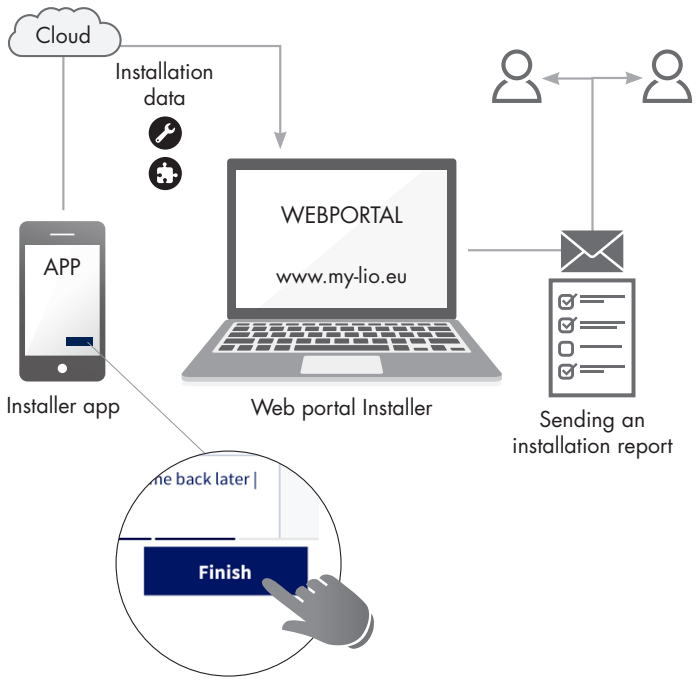 Cloud
Installation
data
WEBPORTAL
www.my-lio.eu
APP
Installer app
Web portal Installer
Sending an
installation report
me back later |
Finish